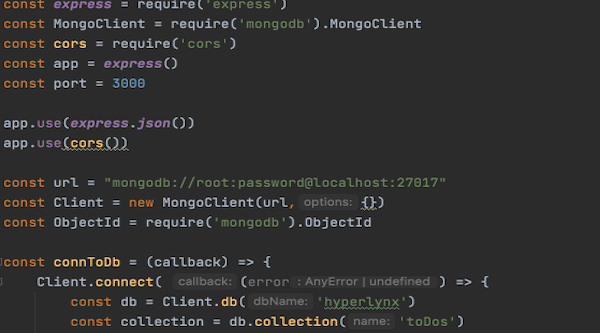 const express = require('express')
const MongoClient = require('mongodb').MongoClient
const cors = require('cors')
const app = express()
const port = 3000
app.use(express.json())
app.use(cors())
const url = "mongodb://root:password@localhost:27017"
const Client = new MongoClient(url, options: {})
const ObjectId = require('mongodb').ObjectId
const connToDb = (callback) => {
Client.connect( callback: (error : AnyError | undefined ) => {
const db = Client.db( dbName: 'hyperlynx')
const collection = db.collection( name: 'toDos')